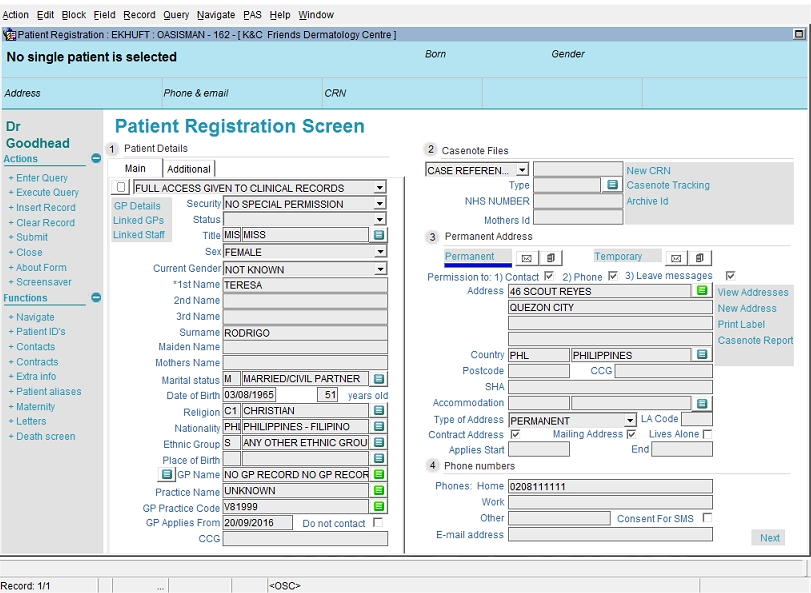 Action Edit Block Field Record Query Navigate PAS Help Window
Patient Registration : EKHUFT : OASISMAN - 162 - [ K&C Friends Dermatology Centre ]
No single patient is selected
Born
Gender
Address
Phone & email
CRN
Dr
Goodhead
Actions
+ Enter Query
+ Execute Query
+ Insert Record
+ Clear Record
+ Submit
+ Close
+ About Form
+ Screensaver
Functions
+ Navigate
+ Patient ID's
+ Contacts
+ Contracts
+ Extra info
+ Patient aliases
+ Maternity
+ Letters
+ Death screen
Patient Registration Screen
1 Patient Details
Main Additional
FULL ACCESS GIVEN TO CLINICAL RECORDS
GP Details
Linked GPs
Linked Staff
Security NO SPECIAL PERMISSION
Status
Title MIS MISS
Sex FEMALE
Current Gender NOT KNOWN
*1st Name TERESA
2nd Name
3rd Name
Surname RODRIGO
Maiden Name
Mothers Name
Marital status M MARRIED/CIVIL PARTNER
Date of Birth 03/08/1965 51 years old
Religion C1 CHRISTIAN
Nationality PHL PHILIPPINES - FILIPINO
Ethnic Group S ANY OTHER ETHNIC GROU
Place of Birth
GP Name NO GP RECORD NO GP RECOR
Practice Name UNKNOWN
GP Practice Code V81999
GP Applies From 20/09/2016 Do not contact
CCG
2 Casenote Files
CASE REFEREN...
Type
NHS NUMBER
Mothers Id
New CRN
Casenote Tracking
Archive Id
3 Permanent Address
Permanent Temporary
Permission to: 1) Contact 2) Phone 3) Leave messages
Address 46 SCOUT REYES
QUEZON CITY
View Addresses
New Address
Print Label
Casenote Report
Country PHL PHILIPPINES
Postcode CCG
SHA
Accommodation
Type of Address PERMANENT LA Code
Contract Address Mailing Address Lives Alone
Applies Start End
4 Phone numbers
Phones: Home 0208111111
Work
Other Consent For SMS
E-mail address
Next
Record: 1/1 ... <OSC>